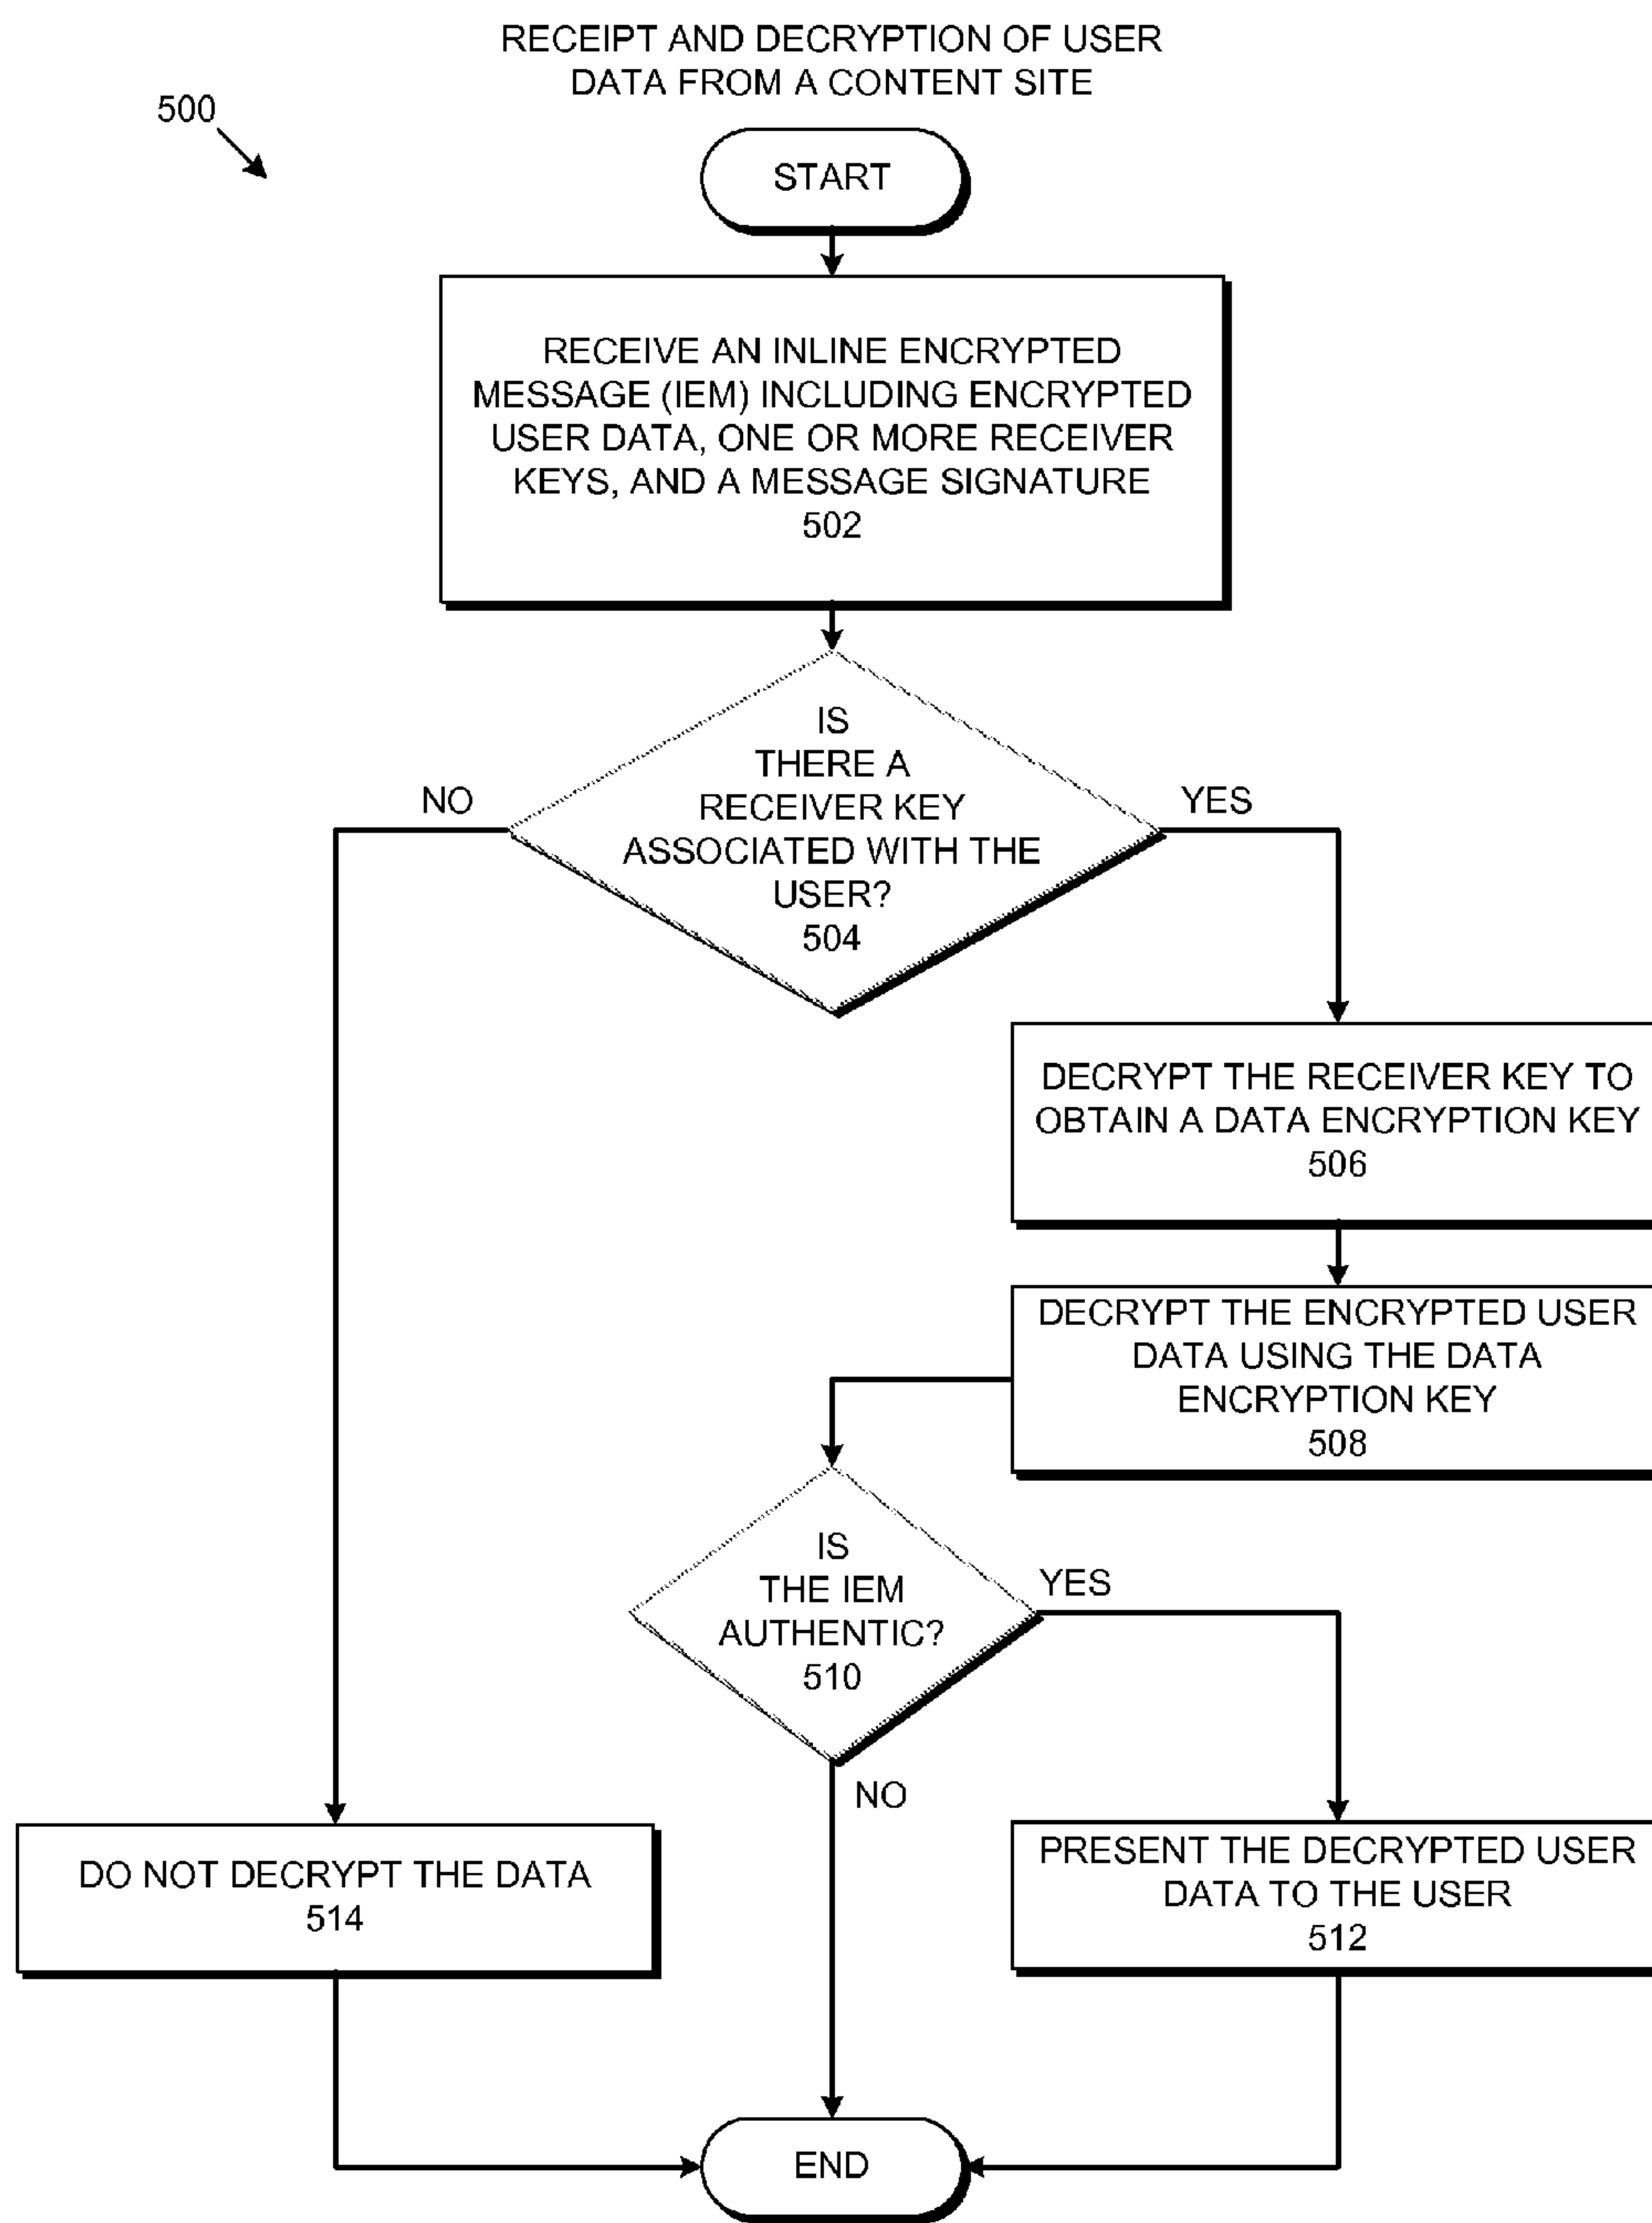 RECEIPT AND DECRYPTION OF USER
DATA FROM A CONTENT SITE
500
START
RECEIVE AN INLINE ENCRYPTED
MESSAGE (IEM) INCLUDING ENCRYPTED
USER DATA, ONE OR MORE RECEIVER
KEYS, AND A MESSAGE SIGNATURE
502
IS
THERE A
RECEIVER KEY
ASSOCIATED WITH THE
USER?
504
NO
YES
DECRYPT THE RECEIVER KEY TO
OBTAIN A DATA ENCRYPTION KEY
506
DECRYPT THE ENCRYPTED USER
DATA USING THE DATA
ENCRYPTION KEY
508
IS
THE IEM
AUTHENTIC?
510
YES
NO
DO NOT DECRYPT THE DATA
514
PRESENT THE DECRYPTED USER
DATA TO THE USER
512
END